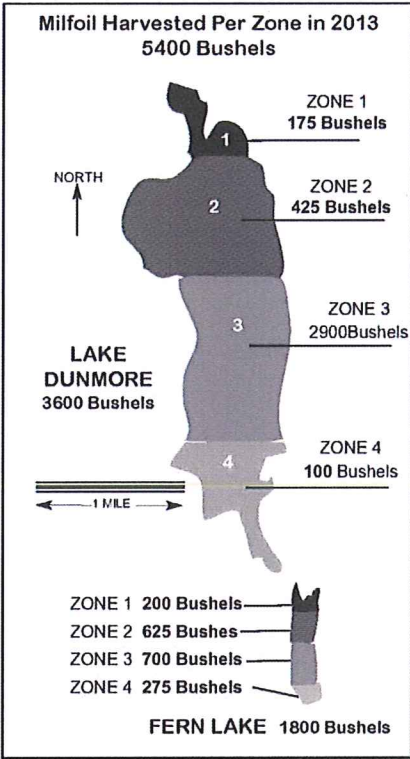 Milfoil Harvested Per Zone in 2013
5400 Bushels
ZONE 1
175 Bushels
1
NORTH
ZONE 2
425 Bushels
2
ZONE 3
2900Bushels
3
LAKE
DUNMORE
3600 Bushels
ZONE 4
100 Bushels
4
1 MILE
ZONE 1 200 Bushels
ZONE 2 625 Bushes
ZONE 3 700 Bushels
ZONE 4 275 Bushels
FERN LAKE 1800 Bushels